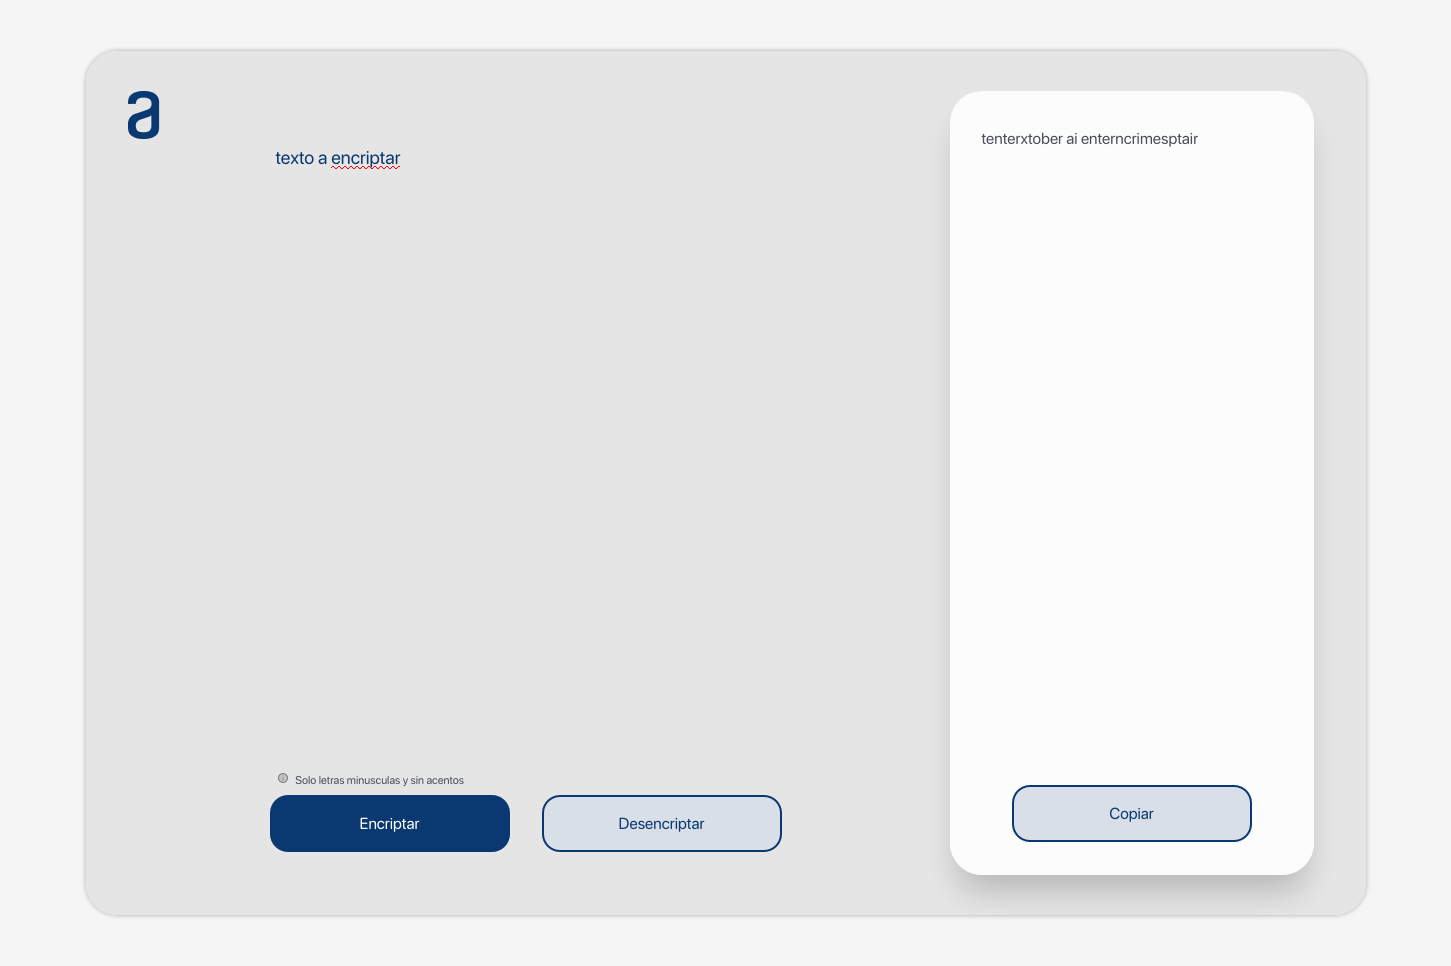 a
texto a encriptar
tenterxtober ai enterncrimesptair
Solo letras minusculas y sin acentos
Encriptar
Desencriptar
Copiar